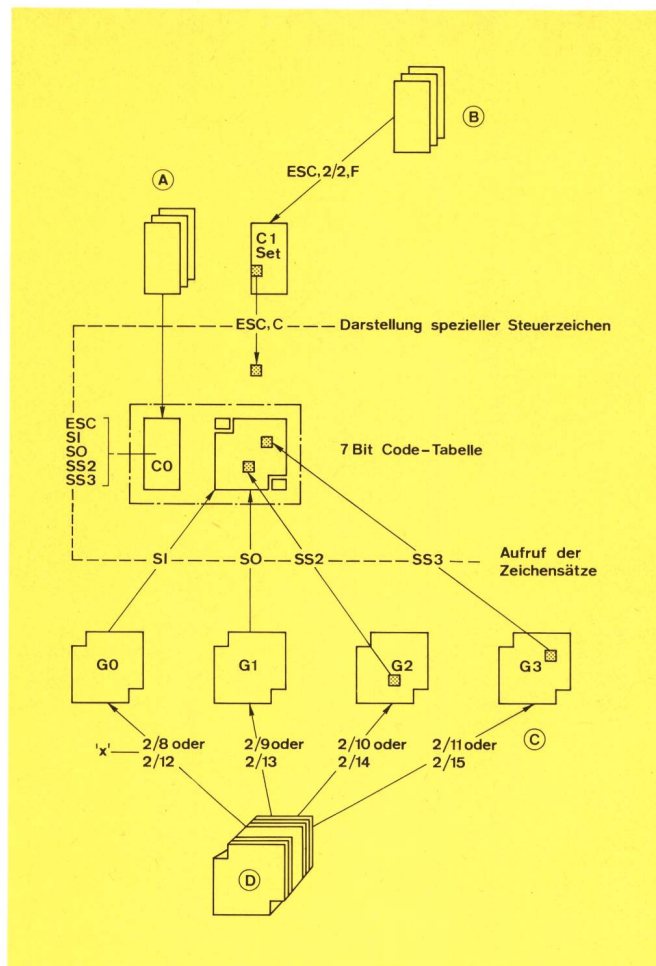 B
ESC, 2/2, F
A
C1
Set
ESC, C
Darstellung spezieller Steuerzeichen
ESC
SI
SO
SS2
SS3
C0
7 Bit Code-Tabelle
SI
SO
SS2
SS3
Aufruf der
Zeichensätze
G0
G1
G2
G3
'x'
2/8 oder
2/12
2/9 oder
2/13
2/10 oder
2/14
2/11 oder
2/15
C
D